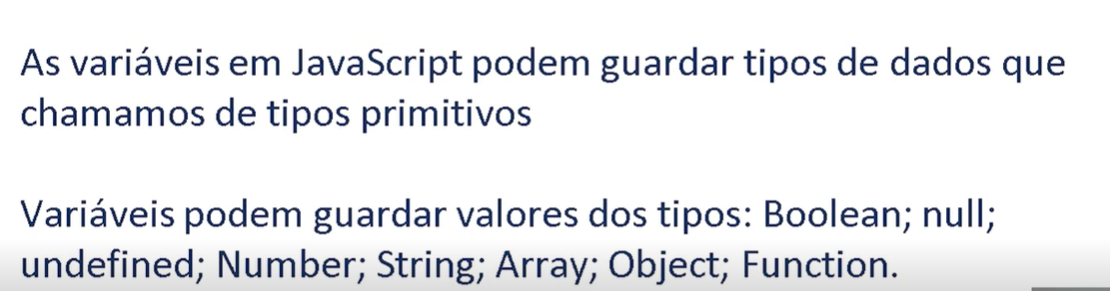 As variáveis em JavaScript podem guardar tipos de dados que
chamamos de tipos primitivos
Variáveis podem guardar valores dos tipos: Boolean; null;
undefined; Number; String; Array; Object; Function.